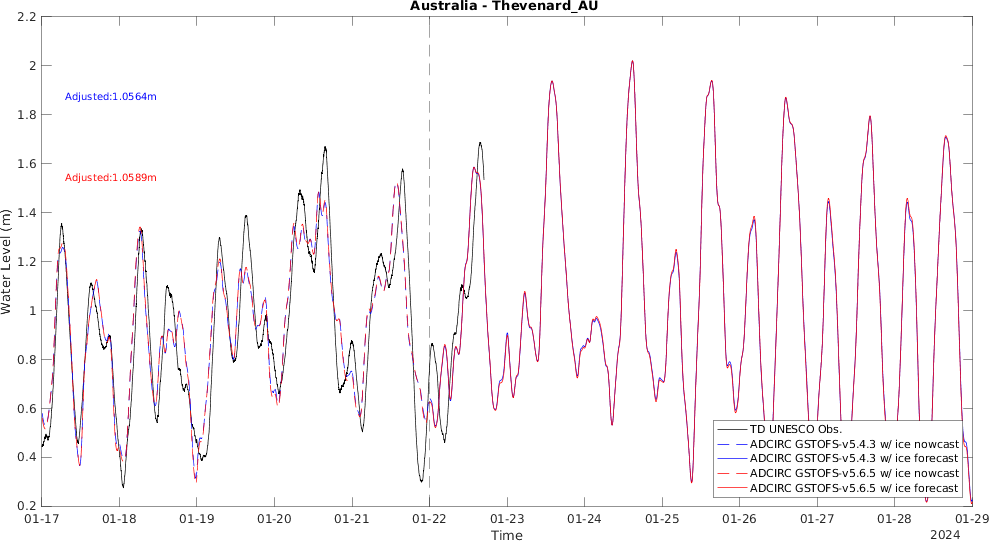 Australia - Thevenard_AU
2.2
2
1.8
1.6
1.4
1.2
1
0.8
0.6
0.4
0.2
Water Level (m)
Adjusted:1.0564m
Adjusted:1.0589m
TD UNESCO Obs.
ADCIRC GSTOFS-v5.4.3 w/ ice nowcast
ADCIRC GSTOFS-v5.4.3 w/ ice forecast
ADCIRC GSTOFS-v5.6.5 w/ ice nowcast
ADCIRC GSTOFS-v5.6.5 w/ ice forecast
01-17 01-18 01-19 01-20 01-21 01-22 01-23 01-24 01-25 01-26 01-27 01-28 01-29
Time
2024